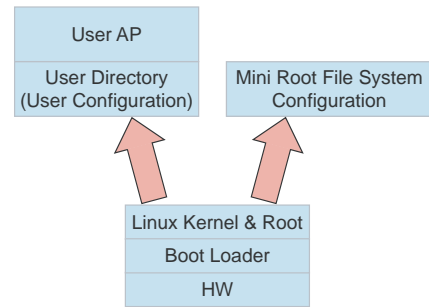 User AP
User Directory
(User Configuration)
Mini Root File System
Configuration
Linux Kernel & Root
Boot Loader
HW